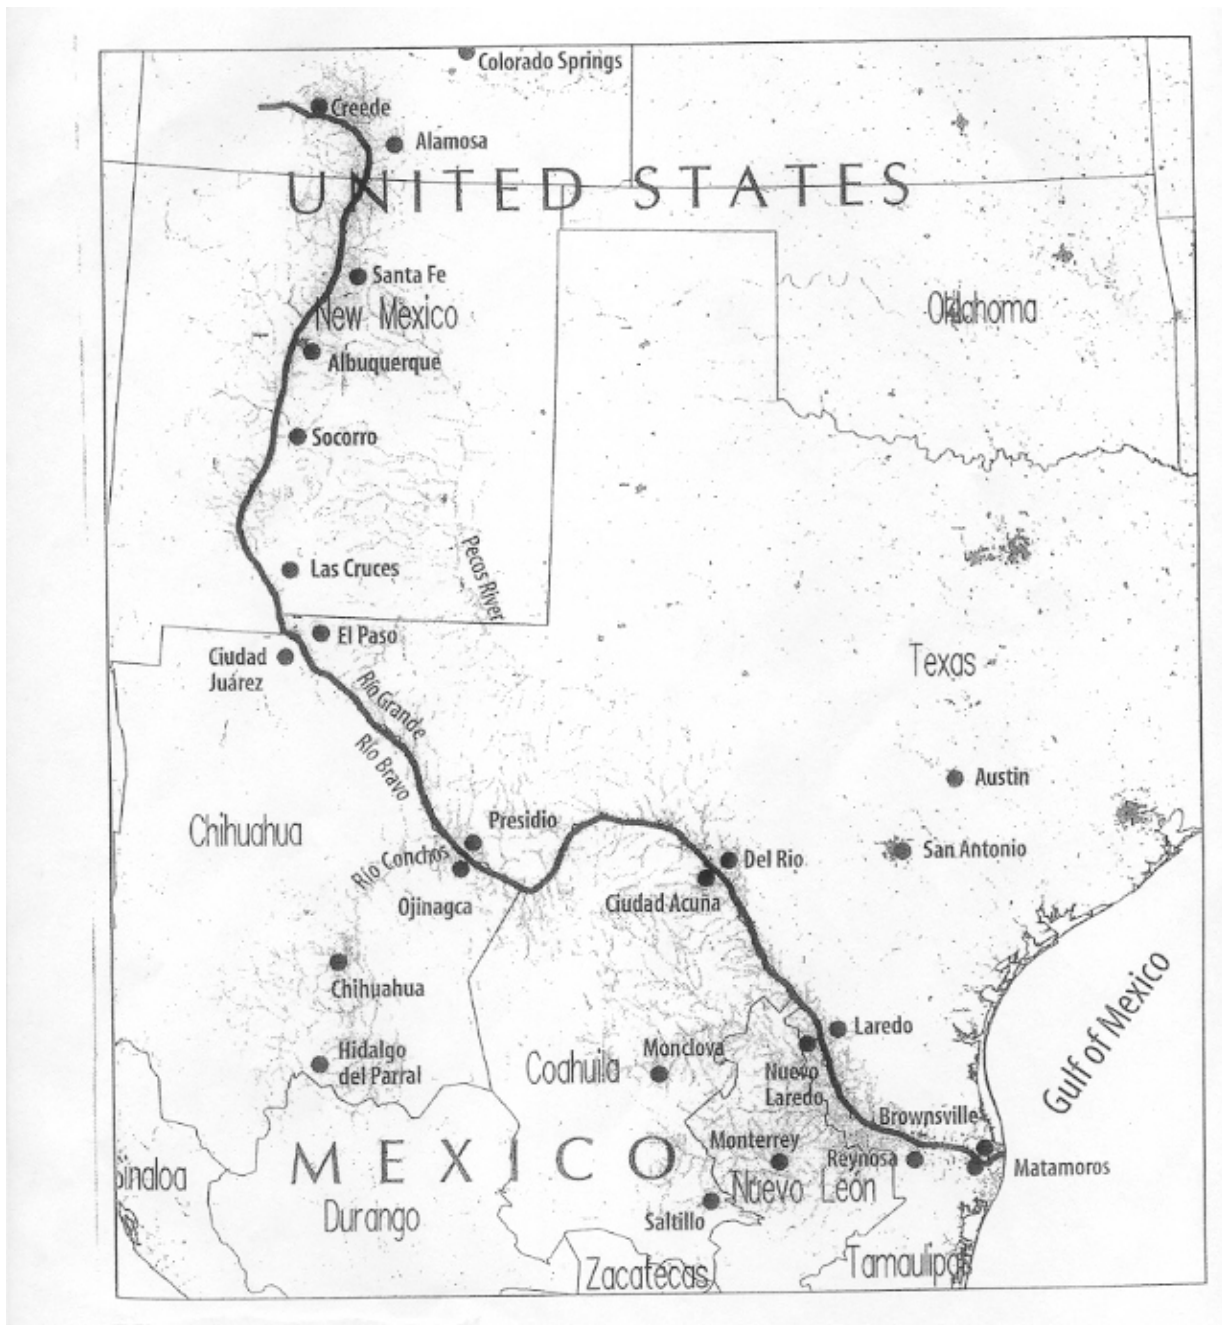 Colorado Springs
Creede
Alamosa
UNITED STATES
Santa Fe
New Mexico
Oklahoma
Albuquerque
Socorro
Pecos River
Las Cruces
El Paso
Ciudad
Juárez
Texas
Río Grande
Río Bravo
Austin
Presidio
Chihuahua
San Antonio
Río Conchos
Del Rio
Ciudad Acuña
Ojinagca
Chihuahua
Gulf of Mexico
Laredo
Monclova
Hidalgo
del Parral
Coahuila
Nuevo
Laredo
Brownsville
Monterrey
MEXICO
Reynosa
Matamoros
Sinaloa
Nuevo León
Durango
Saltillo
Tamaulipas
Zacatecas